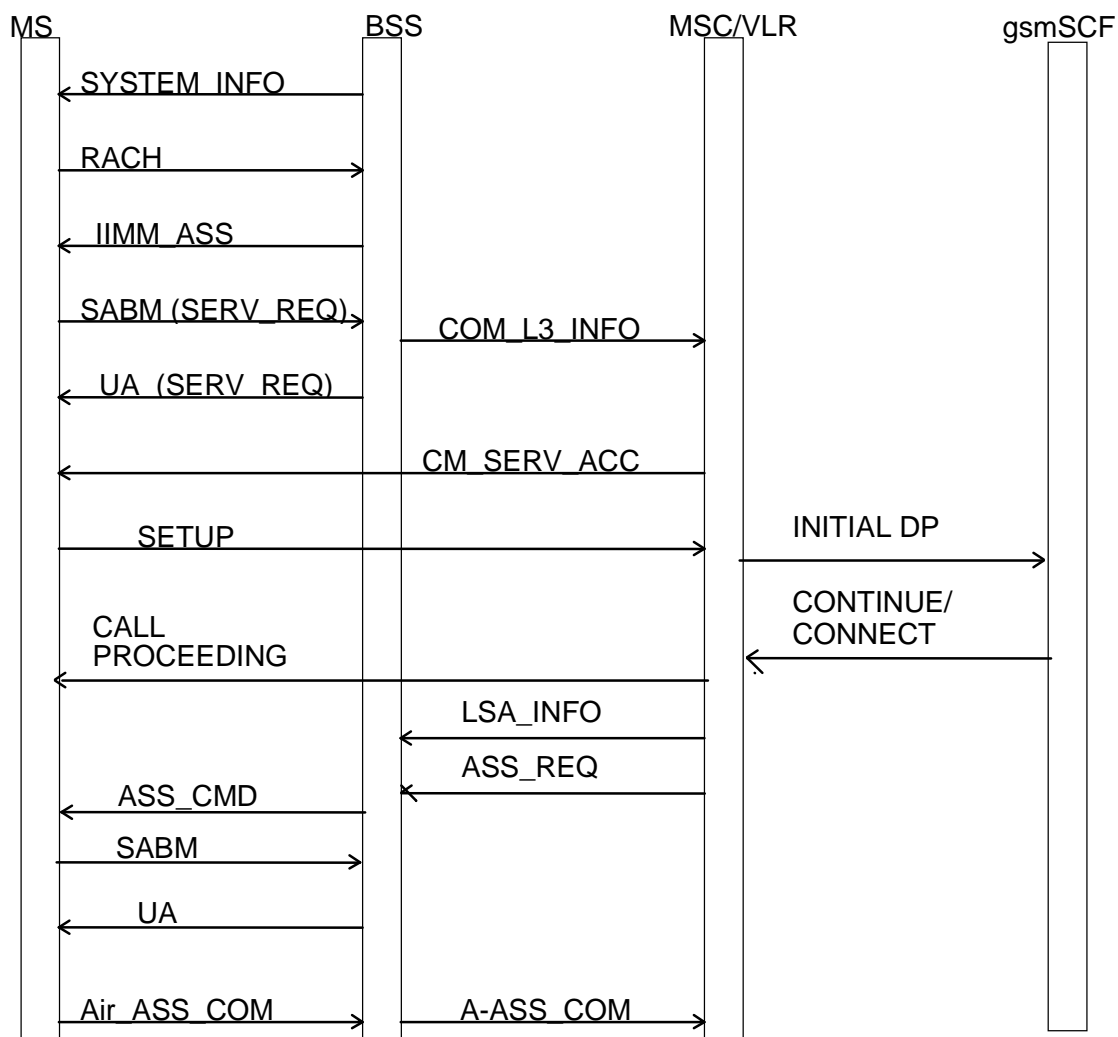 MS BSS MSC/VLR gsmSCF
SYSTEM_INFO
RACH
IIMM_ASS
SABM (SERV_REQ)
COM_L3_INFO
UA_(SERV_REQ)
CM_SERV_ACC
SETUP
INITIAL DP
CONTINUE/
CONNECT
CALL
PROCEEDING
LSA_INFO
ASS_REQ
ASS_CMD
SABM
UA
Air_ASS_COM
A-ASS_COM